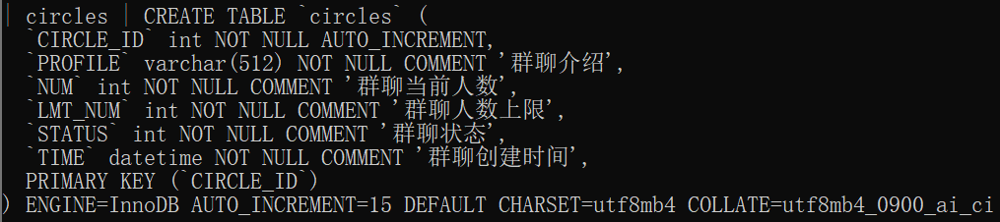 | circles | CREATE TABLE `circles` (
`CIRCLE_ID` int NOT NULL AUTO_INCREMENT,
`PROFILE` varchar(512) NOT NULL COMMENT '群聊介绍',
`NUM` int NOT NULL COMMENT '群聊当前人数',
`LMT_NUM` int NOT NULL COMMENT '群聊人数上限',
`STATUS` int NOT NULL COMMENT '群聊状态',
`TIME` datetime NOT NULL COMMENT '群聊创建时间',
PRIMARY KEY (`CIRCLE_ID`)
) ENGINE=InnoDB AUTO_INCREMENT=15 DEFAULT CHARSET=utf8mb4 COLLATE=utf8mb4_0900_ai_ci